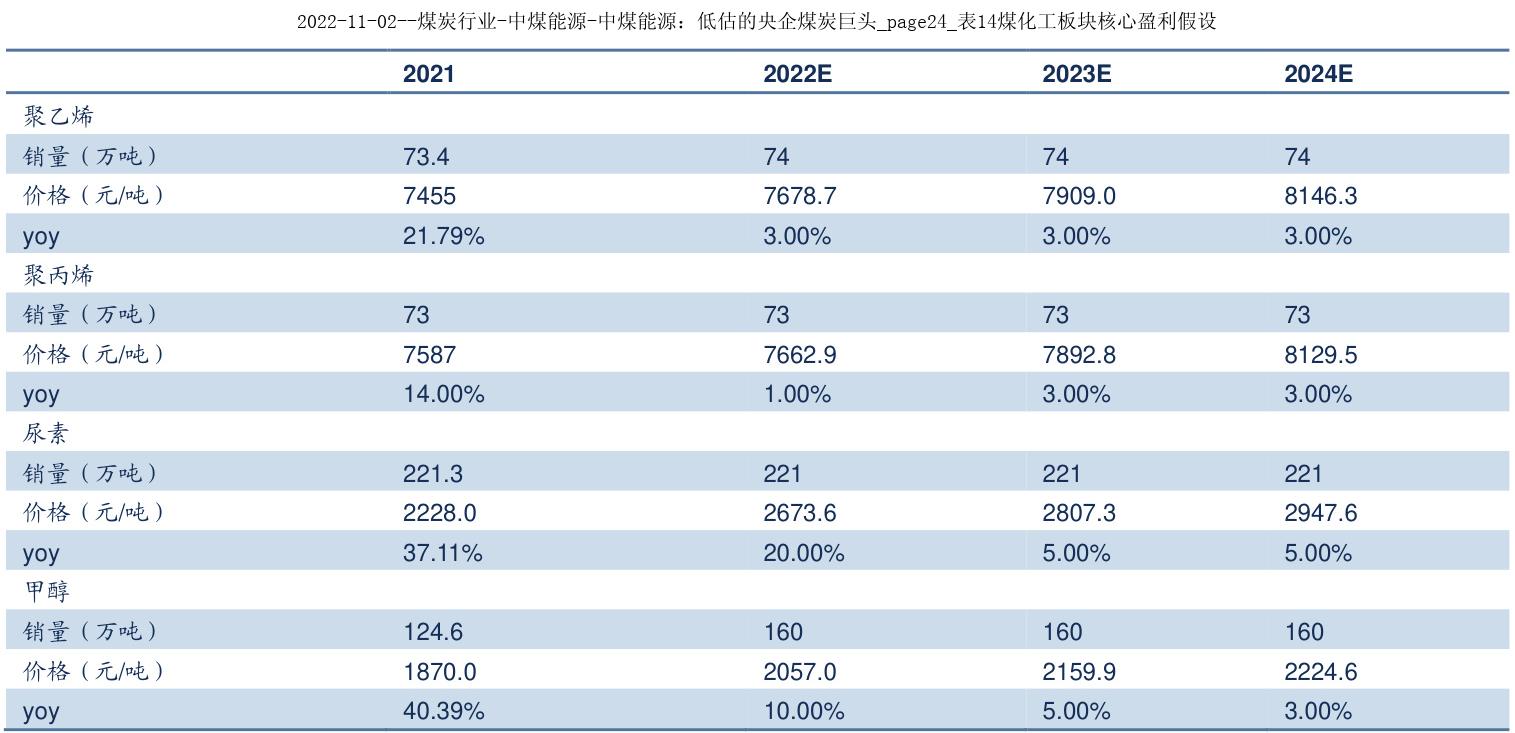 2022-11-02--煤炭行业-中煤能源-中煤能源：低估的央企煤炭巨头_page24_表14煤化工板块核心盈利假设
2021 2022E 2023E 2024E
聚乙烯
销量（万吨） 73.4 74 74 74
价格（元/吨） 7455 7678.7 7909.0 8146.3
yoy 21.79% 3.00% 3.00% 3.00%
聚丙烯
销量（万吨） 73 73 73 73
价格（元/吨） 7587 7662.9 7892.8 8129.5
yoy 14.00% 1.00% 3.00% 3.00%
尿素
销量（万吨） 221.3 221 221 221
价格（元/吨） 2228.0 2673.6 2807.3 2947.6
yoy 37.11% 20.00% 5.00% 5.00%
甲醇
销量（万吨） 124.6 160 160 160
价格（元/吨） 1870.0 2057.0 2159.9 2224.6
yoy 40.39% 10.00% 5.00% 3.00%